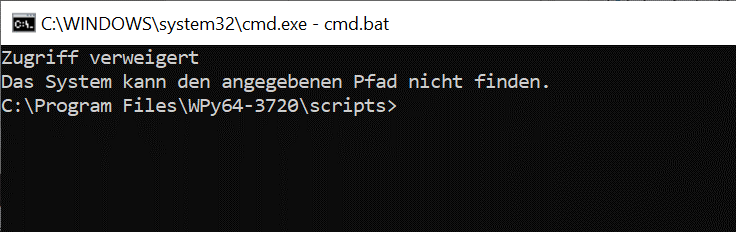 C:\WINDOWS\system32\cmd.exe - cmd.bat
Zugriff verweigert
Das System kann den angegebenen Pfad nicht finden.
C:\Program Files\WPy64-3720\scripts>